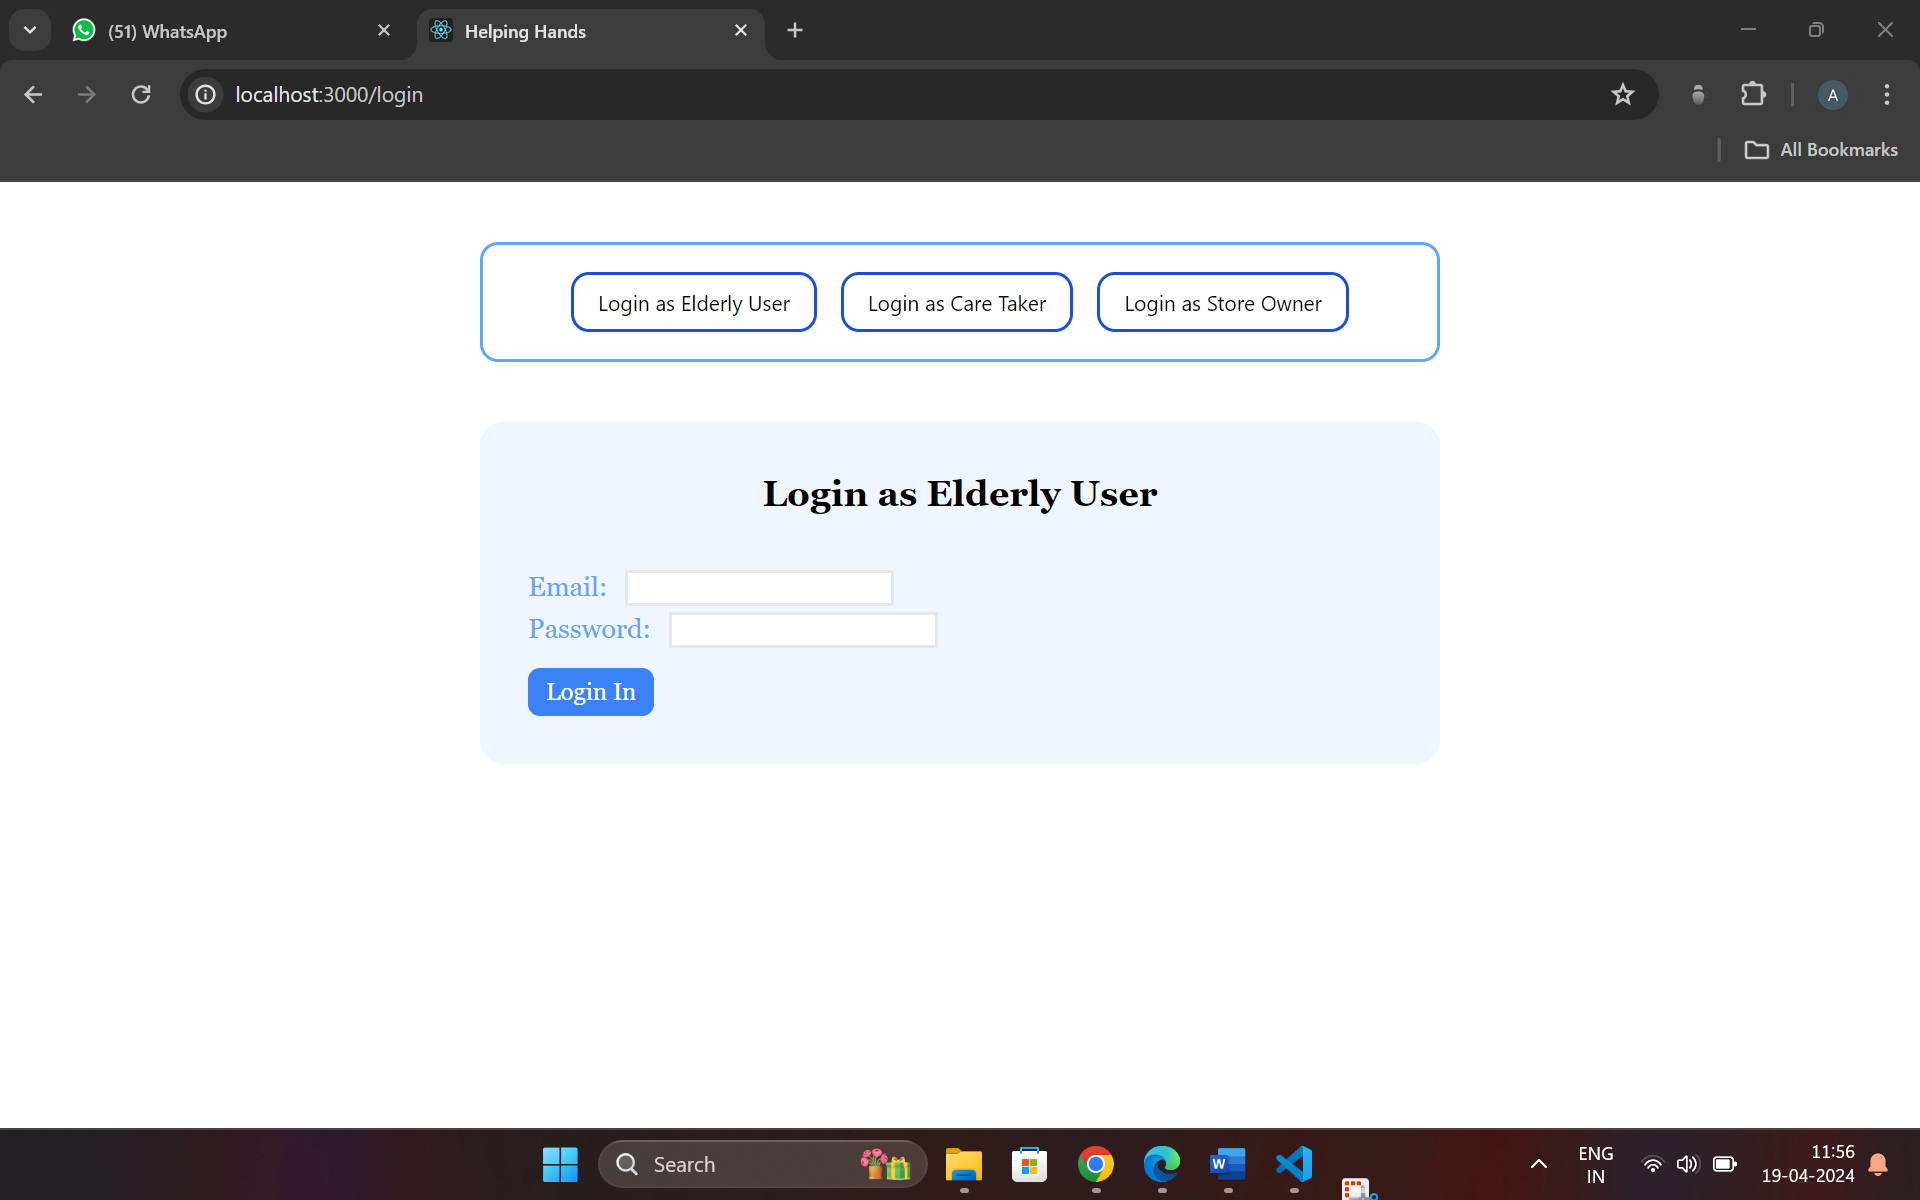 (51) WhatsApp
Helping Hands
localhost:3000/login
A
All Bookmarks
Login as Elderly User
Login as Care Taker
Login as Store Owner
Login as Elderly User
Email:
Password:
Login In
Search
W
ENG
IN
11:56
19-04-2024